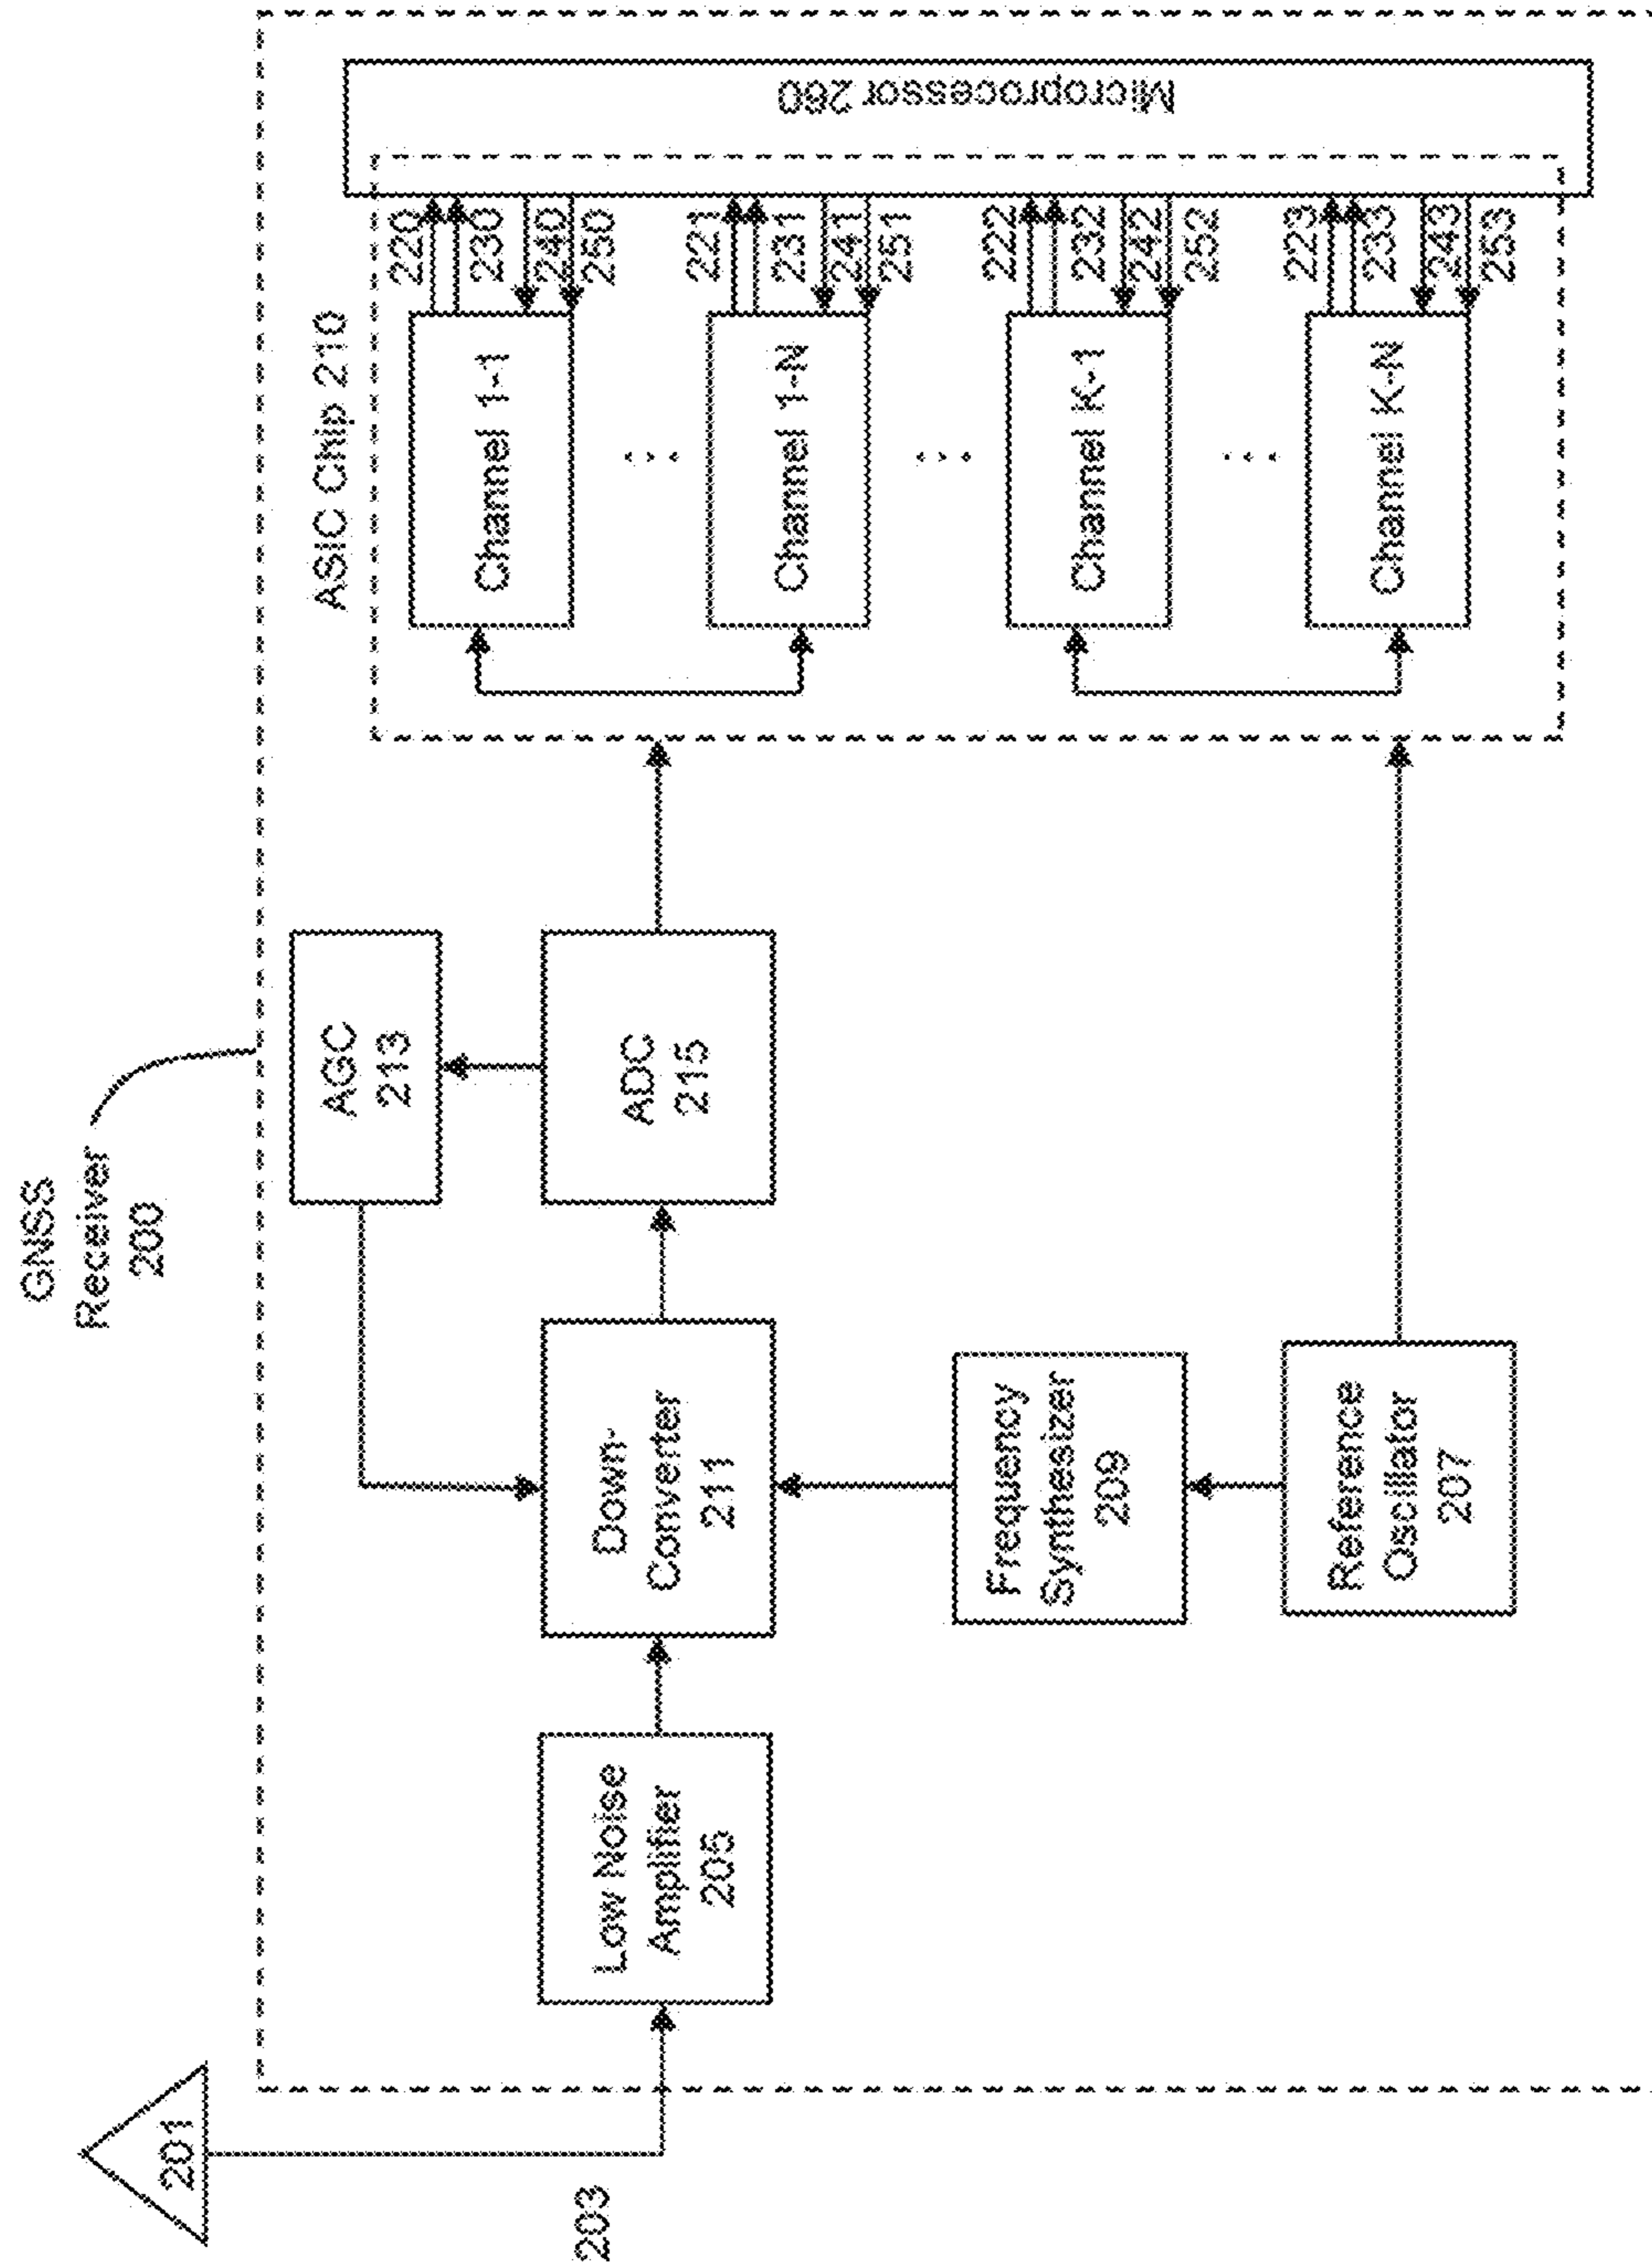 GNSS
Receiver
200
201
203
Low Noise
Amplifier
205
Down-
Converter
211
AGC
213
ADC
215
Frequency
Synthesizer
209
Reference
Oscillator
207
ASIC Chip 210
Channel 1-1
220
230
240
250
Channel 1-N
221
231
241
251
Channel K-1
222
232
242
252
Channel K-N
223
233
243
253
Microprocessor 260